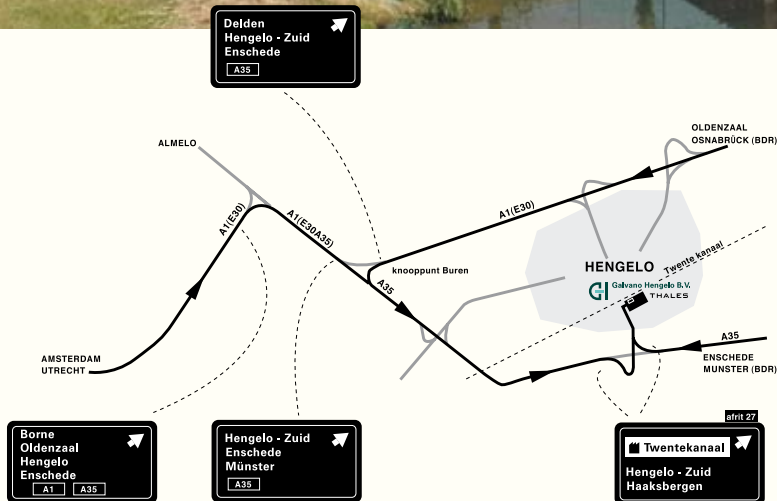 Delden
Hengelo - Zuid
Enschede
A35
ALMELO
OLDENZAAL
OSNABRÜCK (BDR)
A1(E30)
A1(E30A35)
A1(E30)
knooppunt Buren
A35
HENGELO
Twente kanaal
GH Galvano Hengelo B.V.
THALES
AMSTERDAM
UTRECHT
A35
ENSCHEDE
MUNSTER (BDR)
Borne
Oldenzaal
Hengelo
Enschede
A1 A35
Hengelo - Zuid
Enschede
Münster
A35
afrit 27
Twentekanaal
Hengelo - Zuid
Haaksbergen